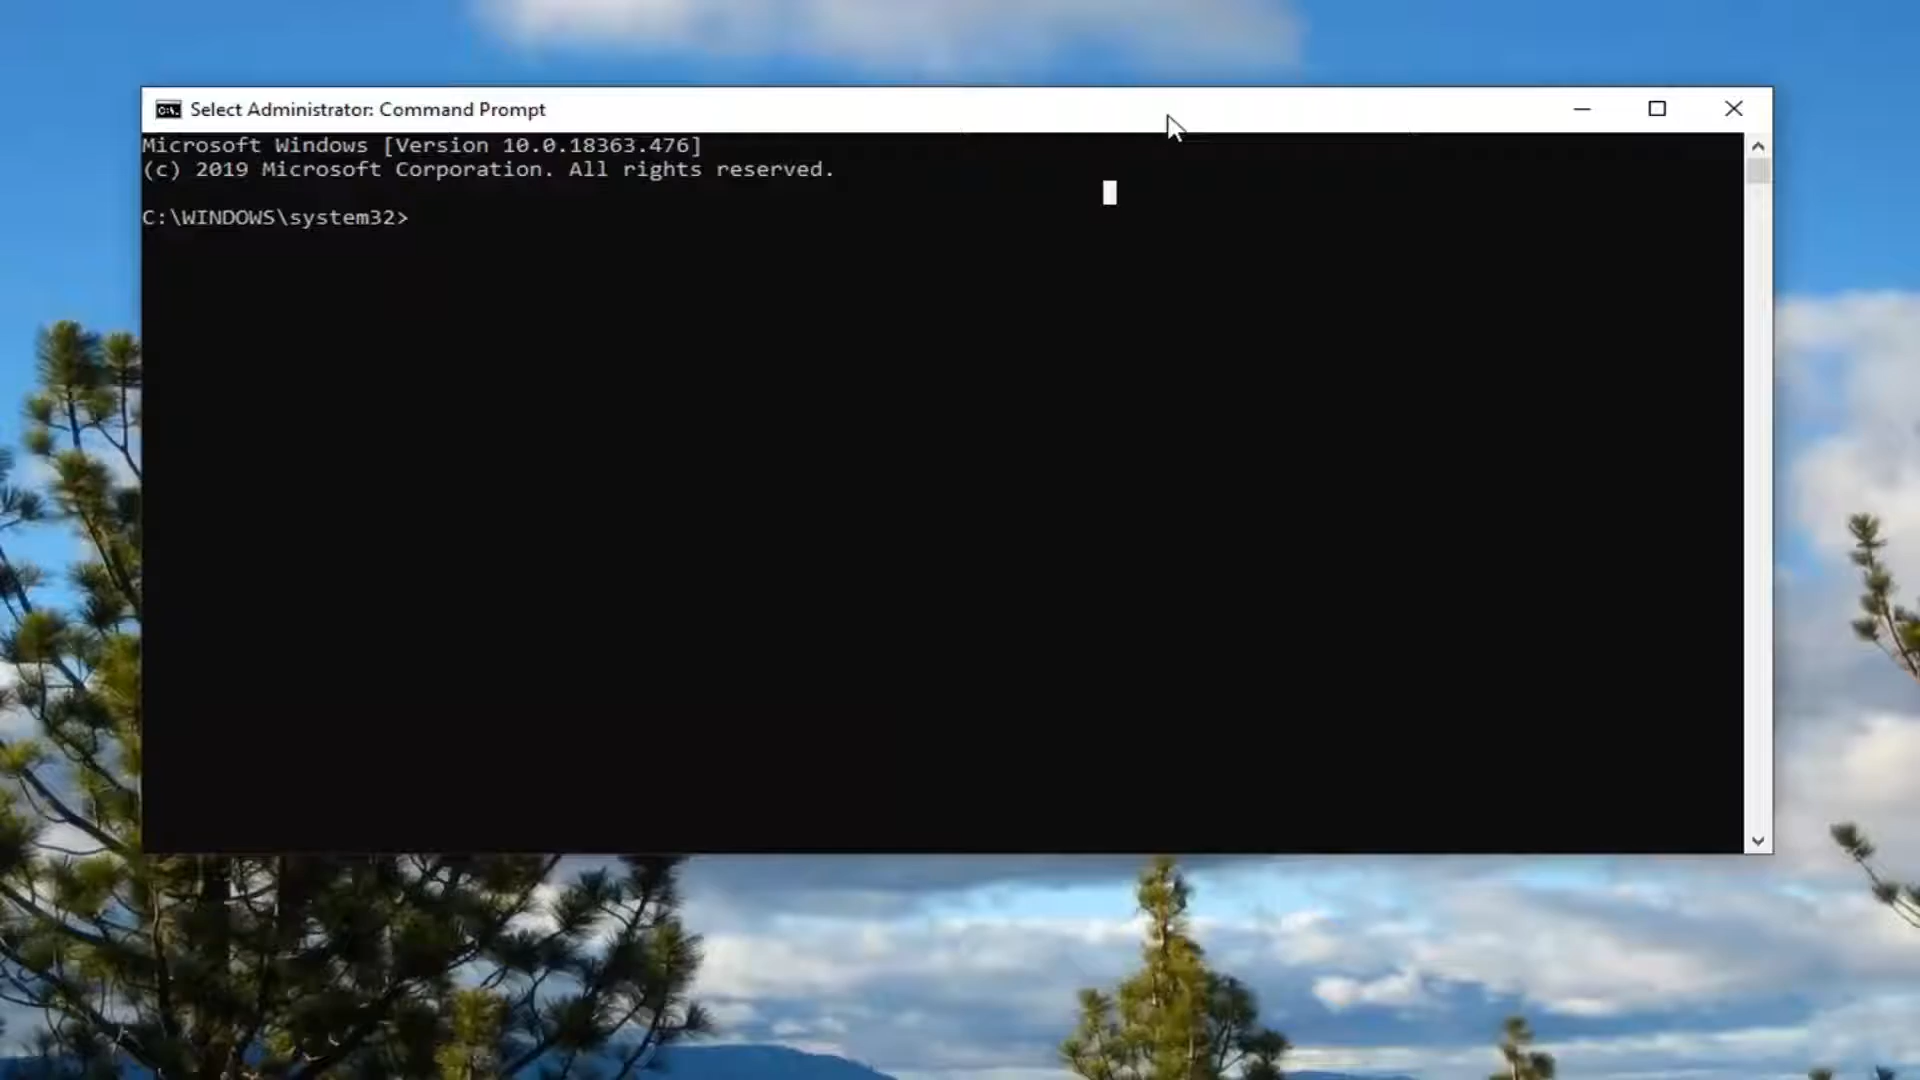 Select Administrator: Command Prompt
Microsoft Windows [Version 10.0.18363.476]
(c) 2019 Microsoft Corporation. All rights reserved.
C:\WINDOWS\system32>